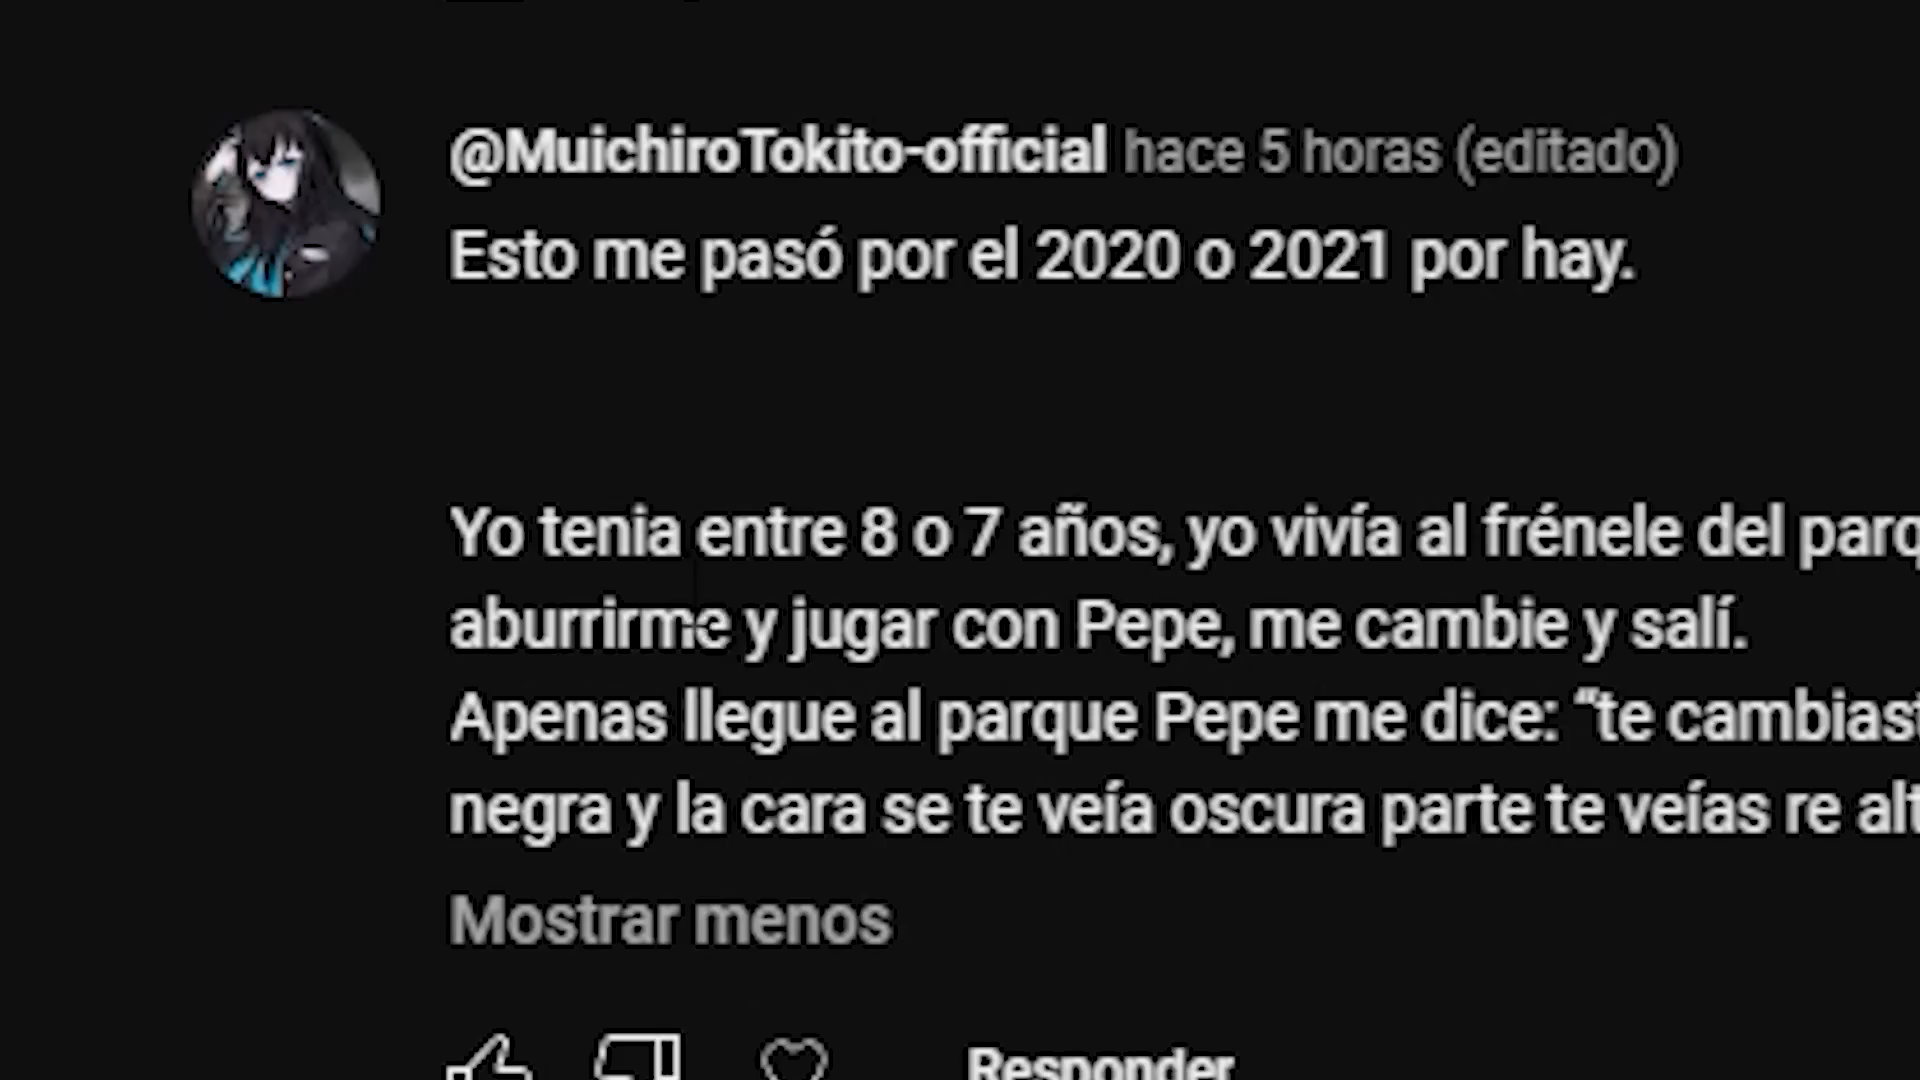 @MuichiroTokito-official hace 5 horas (editado)
Esto me pasó por el 2020 o 2021 por hay.
Yo tenia entre 8 o 7 años, yo vivía al frénele del parq
aburrirme y jugar con Pepe, me cambie y salí.
Apenas llegue al parque Pepe me dice: “te cambiast
negra y la cara se te veía oscura parte te veías re alt
Mostrar menos
Responder